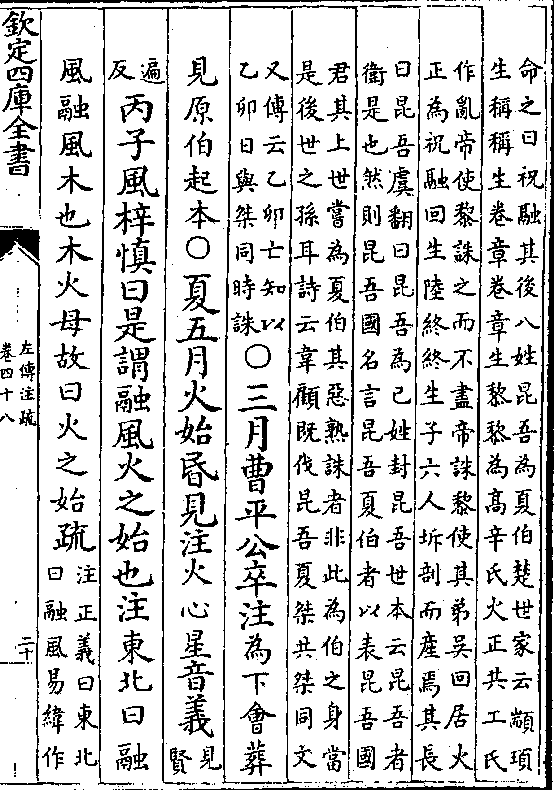 命之曰祝融其後八姓昆吾為夏伯楚世家云顓頊
生稱稱生卷章卷章生黎黎為高辛氏火正共工氏
作亂帝使黎誅之而不盡帝誅黎使其弟吳回居火
正為祝融回生陸終終生子六人坼剖而產焉其長
曰昆吾虞翻曰昆吾為己姓封昆吾世本云昆吾者
衛是也然則昆吾國名言昆吾夏伯者以表昆吾國
君其上世嘗為夏伯其惡熟誅者非此為伯之身當
是後世之孫耳詩云韋顧既伐昆吾夏桀共桀同文
又傳云乙卯亡知以
乙卯日與桀同時誅
○三月曹平公卒注為下會葬
見原伯起本○夏五月火始昏見注火心星音義見賢
遍反丙子風梓慎曰是謂融風火之始也注東北曰融
風融風木也木火母故曰火之始疏
注正義曰東北
曰融風易緯作
欽定四庫全書
左傳注疏
卷四十八
二十